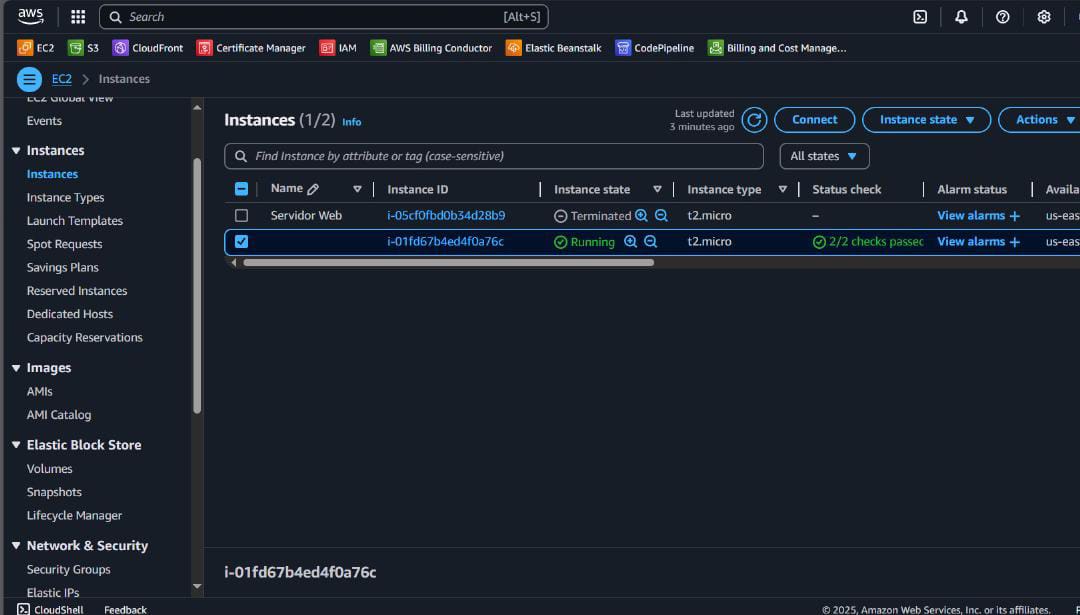 aws
Search [Alt+S]
EC2 S3 CloudFront Certificate Manager IAM AWS Billing Conductor Elastic Beanstalk CodePipeline Billing and Cost Manage...
EC2 > Instances
EC2 Global View
Events
Instances
Instances
Instance Types
Launch Templates
Spot Requests
Savings Plans
Reserved Instances
Dedicated Hosts
Capacity Reservations
Images
AMIs
AMI Catalog
Elastic Block Store
Volumes
Snapshots
Lifecycle Manager
Network & Security
Security Groups
Elastic IPs
Instances (1/2) Info
Last updated
3 minutes ago
Connect Instance state Actions
Find Instance by attribute or tag (case-sensitive)
All states
Name Instance ID Instance state Instance type Status check Alarm status Availa
Servidor Web i-05cf0fbd0b34d28b9 Terminated t2.micro – View alarms + us-eas
i-01fd67b4ed4f0a76c Running t2.micro 2/2 checks passed View alarms + us-eas
i-01fd67b4ed4f0a76c
CloudShell Feedback © 2025, Amazon Web Services, Inc. or its affiliates.